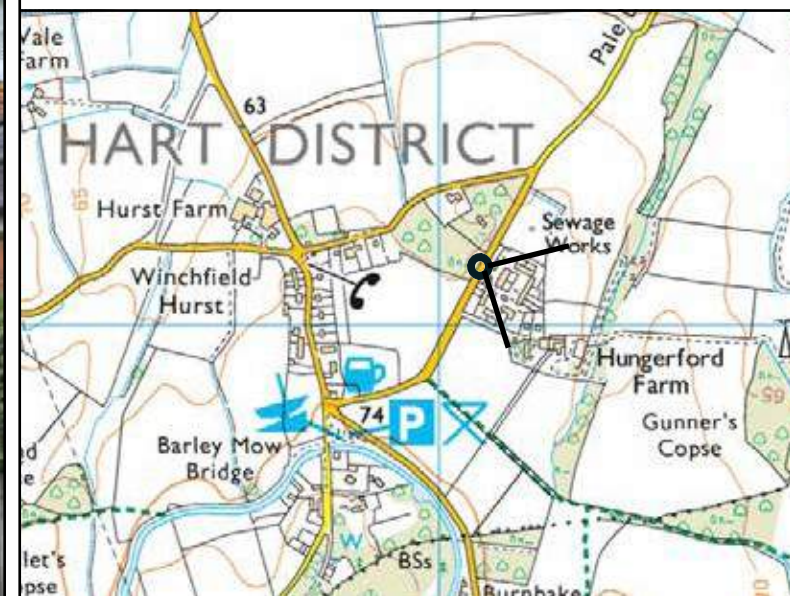 Vale
Farm
Pale
63
HART DISTRICT
65
Hurst Farm
Sewage
Works
Winchfield
Hurst
Hungerford
Farm
65
74
P
Gunner's
Copse
Barley Mow
Bridge
W
BSs
Burnbake